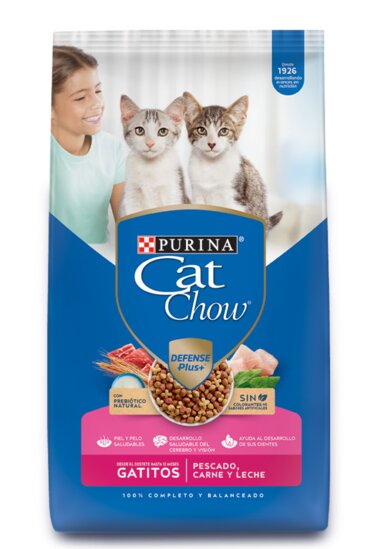 Desde
1926
desarrollando
avances en
nutrición
PURINA®
Cat
Chow®
DEFENSE
Plus+
CON
PREBIÓTICO
NATURAL
SIN
COLORANTES NI
SABORES ARTIFICIALES
PIEL Y PELO
SALUDABLES
DESARROLLO
SALUDABLE DEL
CEREBRO Y VISIÓN
AYUDA AL DESARROLLO
DE SUS DIENTES
DESDE EL DESTETE HASTA 12 MESES
GATITOS
PESCADO,
CARNE Y LECHE
100% COMPLETO Y BALANCEADO